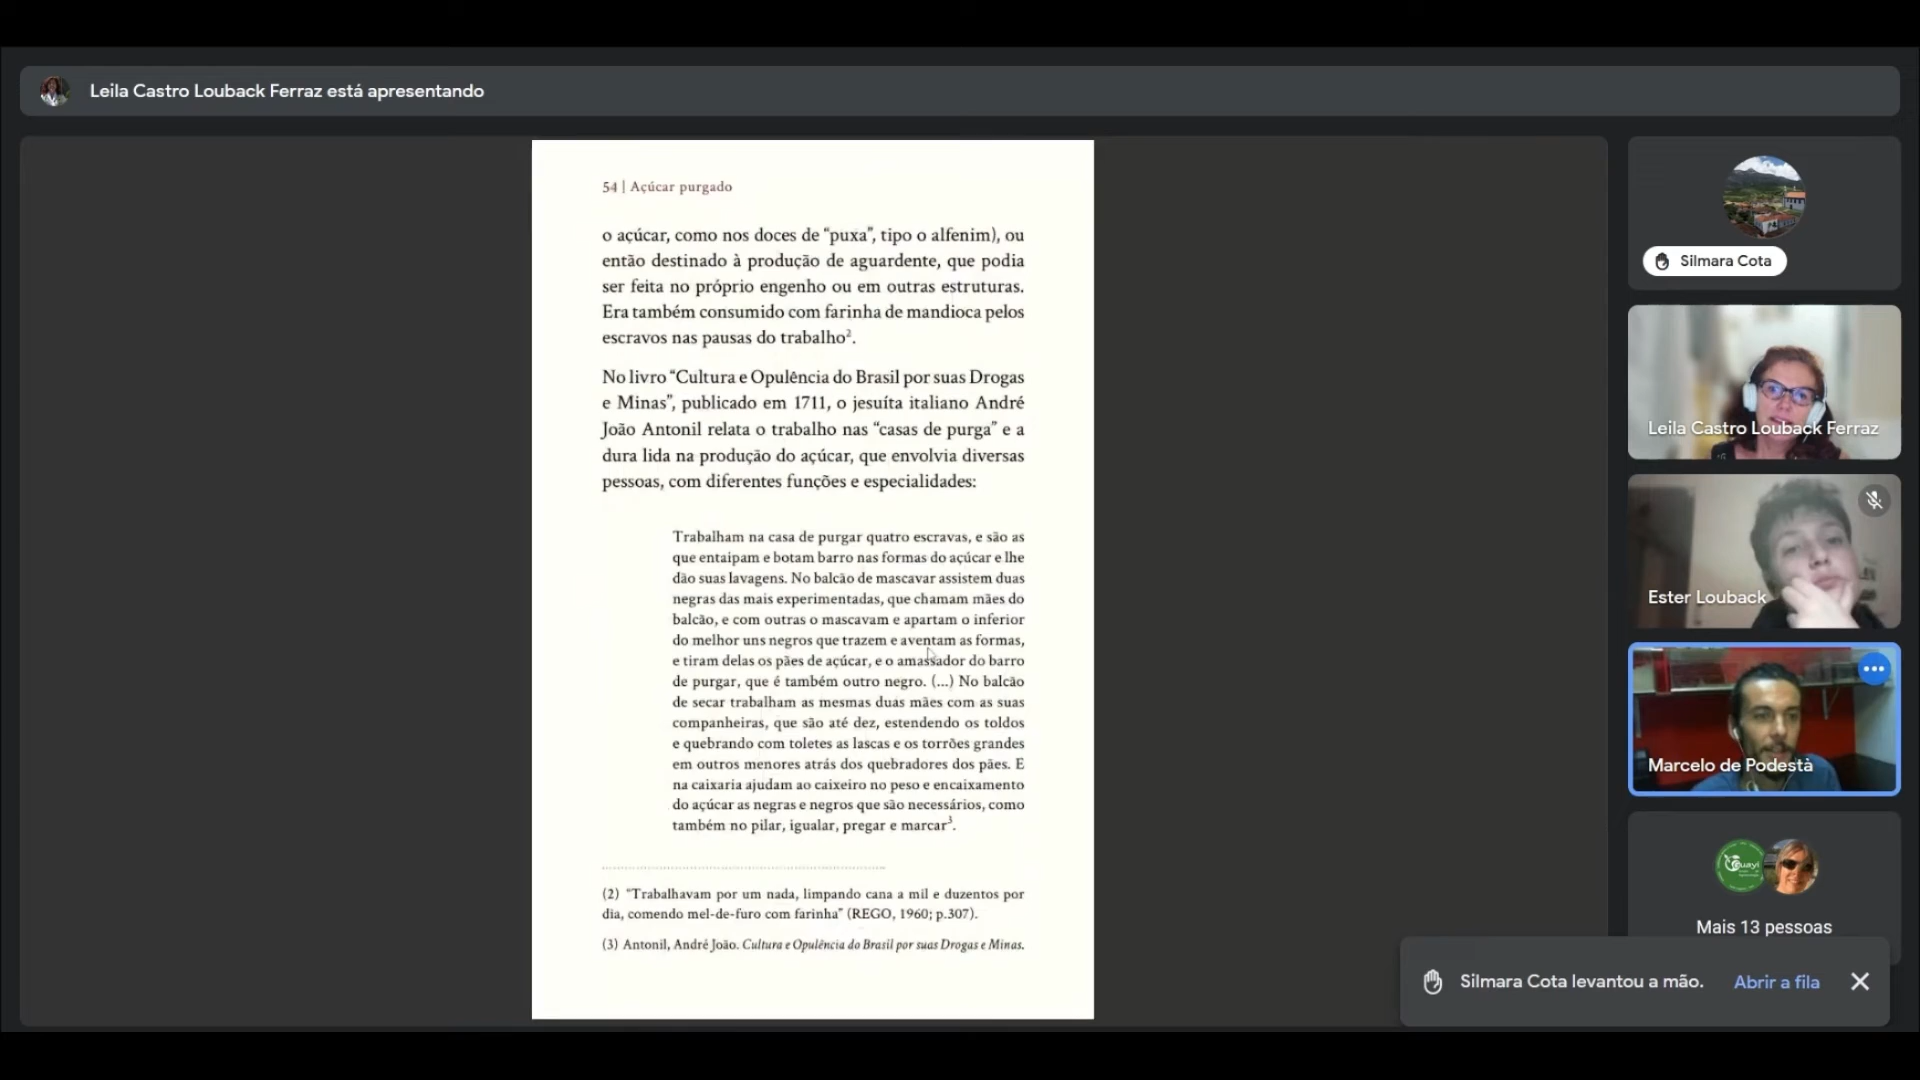 Leila Castro Louback Ferraz está apresentando
54 | Açúcar purgado
o açúcar, como nos doces de “puxa”, tipo o alfenim), ou
então destinado à produção de aguardente, que podia
ser feita no próprio engenho ou em outras estruturas.
Era também consumido com farinha de mandioca pelos
escravos nas pausas do trabalho².
No livro “Cultura e Opulência do Brasil por suas Drogas
e Minas”, publicado em 1711, o jesuíta italiano André
João Antonil relata o trabalho nas “casas de purga” e a
dura lida na produção do açúcar, que envolvia diversas
pessoas, com diferentes funções e especialidades:
Trabalham na casa de purgar quatro escravas, e são as
que entaipam e botam barro nas formas do açúcar e lhe
dão suas lavagens. No balcão de mascavar assistem duas
negras das mais experimentadas, que chamam mães do
balcão, e com outras o mascavam e apartam o inferior
do melhor uns negros que trazem e aventam as formas,
e tiram delas os pães de açúcar, e o amassador do barro
de purgar, que é também outro negro. (...) No balcão
de secar trabalham as mesmas duas mães com as suas
companheiras, que são até dez, estendendo os toldos
e quebrando com toletes as lascas e os torrões grandes
em outros menores atrás dos quebradores dos pães. E
na caixaria ajudam ao caixeiro no peso e encaixamento
do açúcar as negras e negros que são necessários, como
também no pilar, igualar, pregar e marcar³.
(2) “Trabalhavam por um nada, limpando cana a mil e duzentos por
dia, comendo mel-de-furo com farinha” (REGO, 1960; p.307).
(3) Antonil, André João. Cultura e Opulência do Brasil por suas Drogas e Minas.
Silmara Cota
Leila Castro Louback Ferraz
Ester Louback
Marcelo de Podestà
Mais 13 pessoas
Silmara Cota levantou a mão.
Abrir a fila